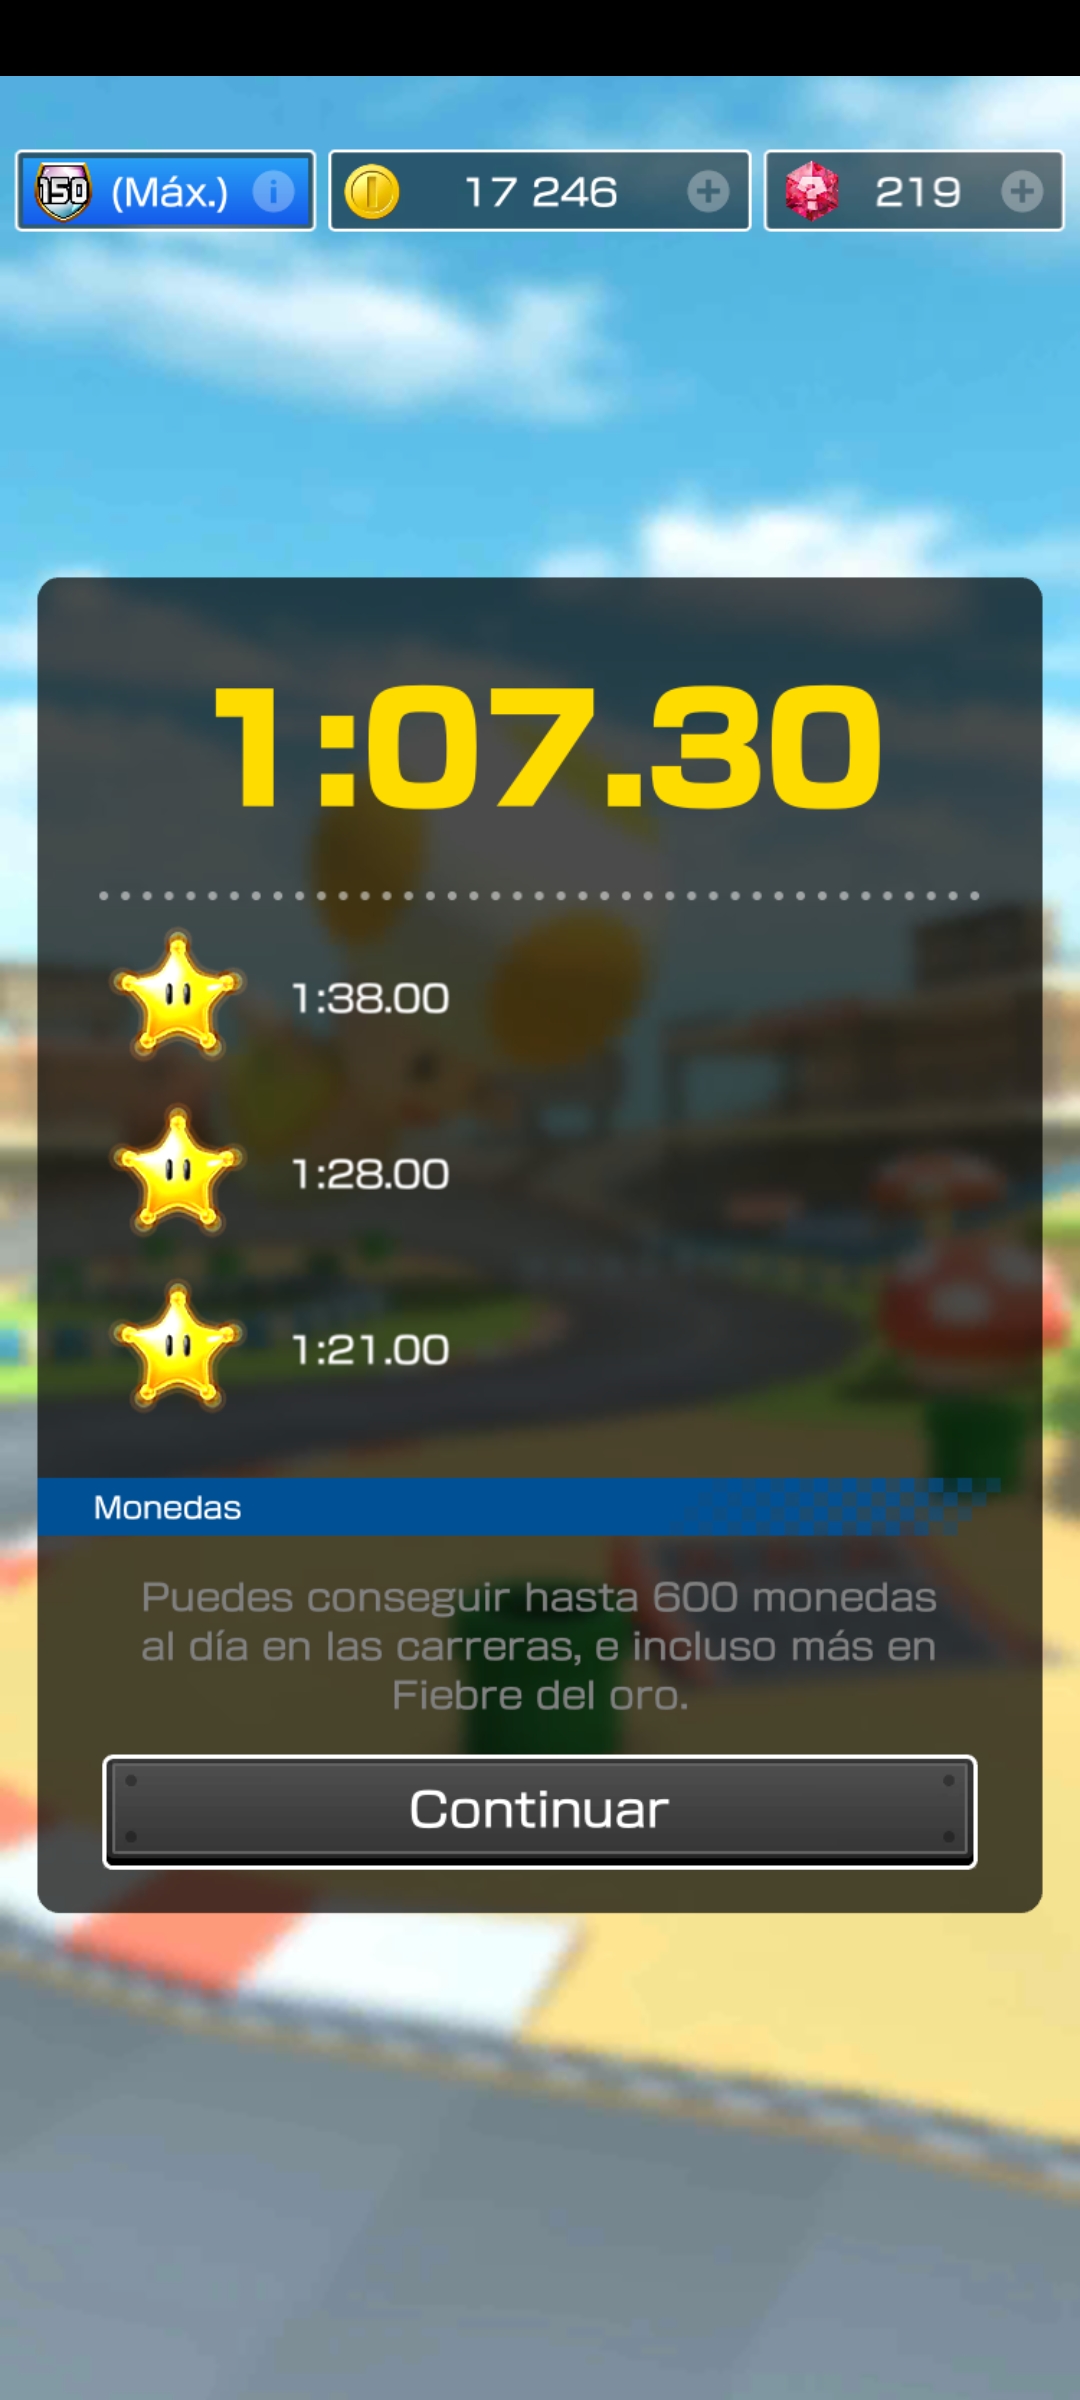 150 (Máx.) i 17 246 + ? 219 +
1:07.30
1:38.00
1:28.00
1:21.00
Monedas
Puedes conseguir hasta 600 monedas
al día en las carreras, e incluso más en
Fiebre del oro.
Continuar